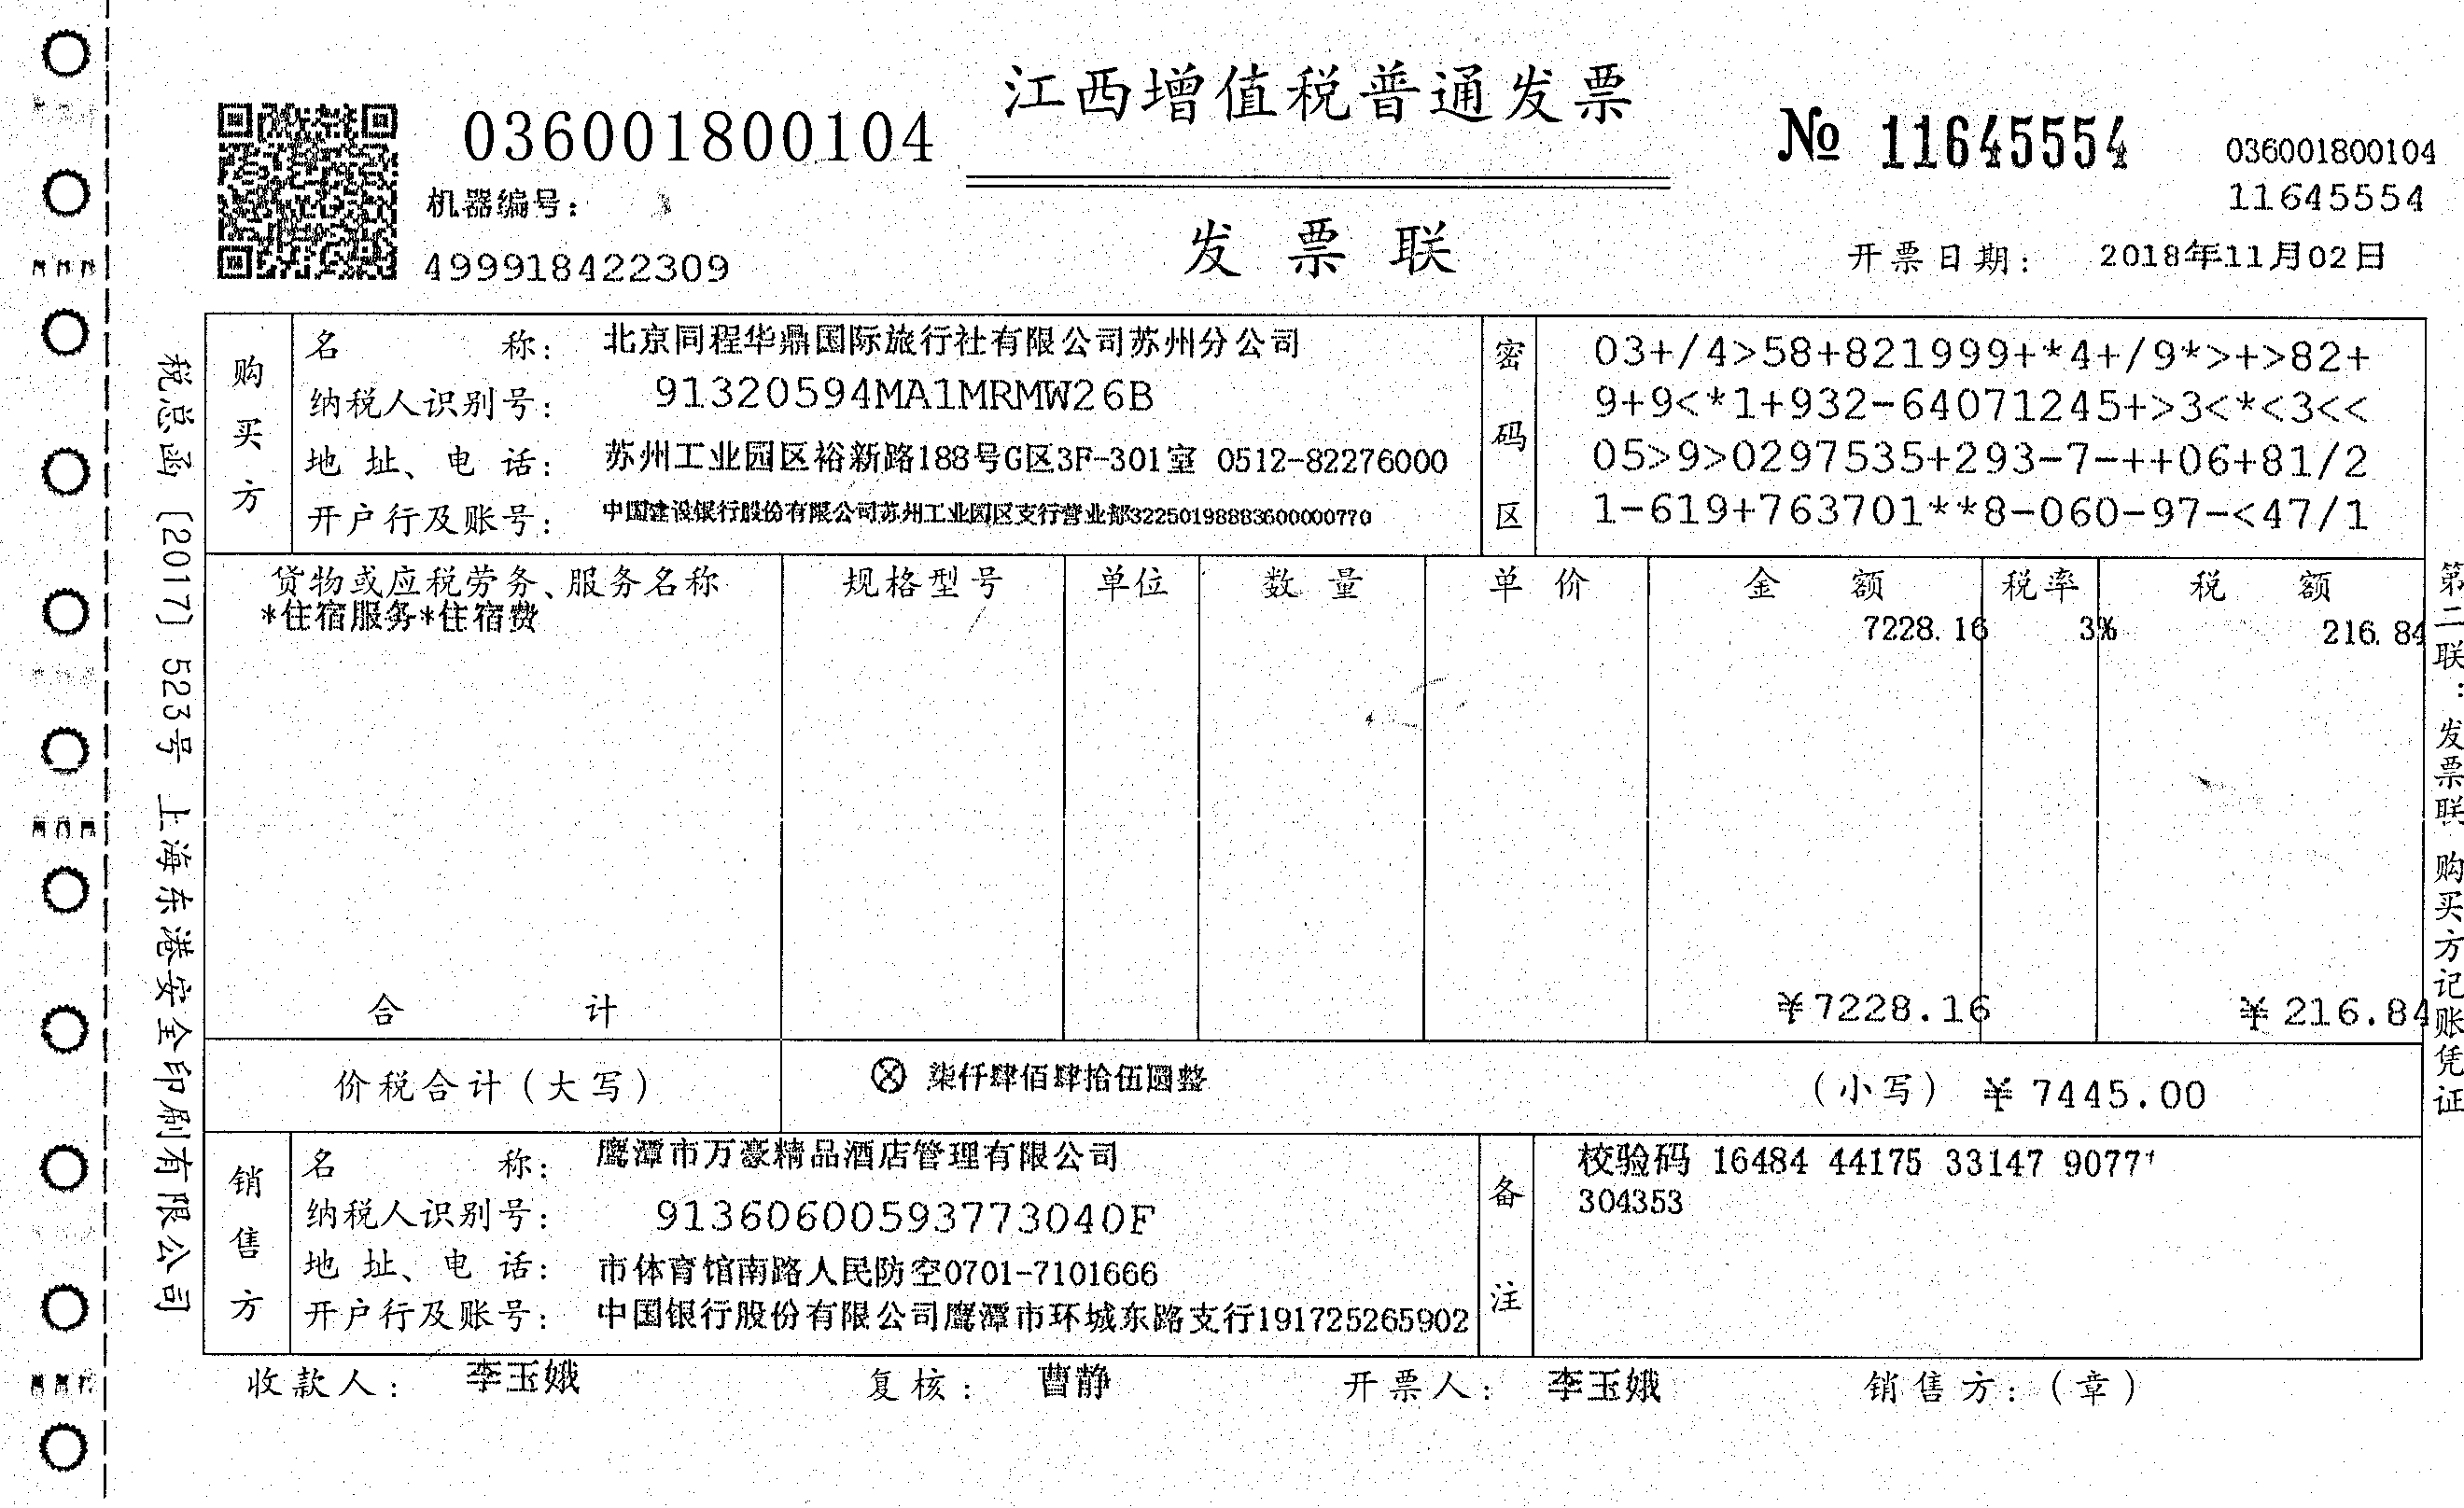 江西增值税普通发票
036001800104
№ 11645554
036001800104
11645554
机器编号：
499918422309
发票联
开票日期： 2018年11月02日
购买方
名 称： 北京同程华鼎国际旅行社有限公司苏州分公司
纳税人识别号： 91320594MA1MRMW26B
地 址、电 话： 苏州工业园区裕新路188号G区3F-301室 0512-82276000
开户行及账号： 中国建设银行股份有限公司苏州工业园区支行营业部32250198883600000770
密码区
03+/4>58+821999+*4+/9*>+>82+
9+9<*1+932-64071245+>3<*<3<<
05>9>0297535+293-7-++06+81/2
1-619+763701**8-060-97-<47/1
货物或应税劳务、服务名称 规格型号 单位 数 量 单 价 金 额 税率 税 额
*住宿服务*住宿费 7228.16 3% 216.84
合 计 ￥7228.16 ￥216.84
价税合计（大写） ⊗ 柒仟肆佰肆拾伍圆整 （小写） ￥7445.00
销售方
名 称： 鹰潭市万豪精品酒店管理有限公司
纳税人识别号： 91360600593773040F
地 址、电 话： 市体育馆南路人民防空0701-7101666
开户行及账号： 中国银行股份有限公司鹰潭市环城东路支行191725265902
备注
校验码 16484 44175 33147 9077
304353
收款人： 李玉娥 复核： 曹静 开票人： 李玉娥 销售方：（章）
税总函〔2017〕523号 上海东港安全印刷有限公司
第二联：发票联 购买方记账凭证